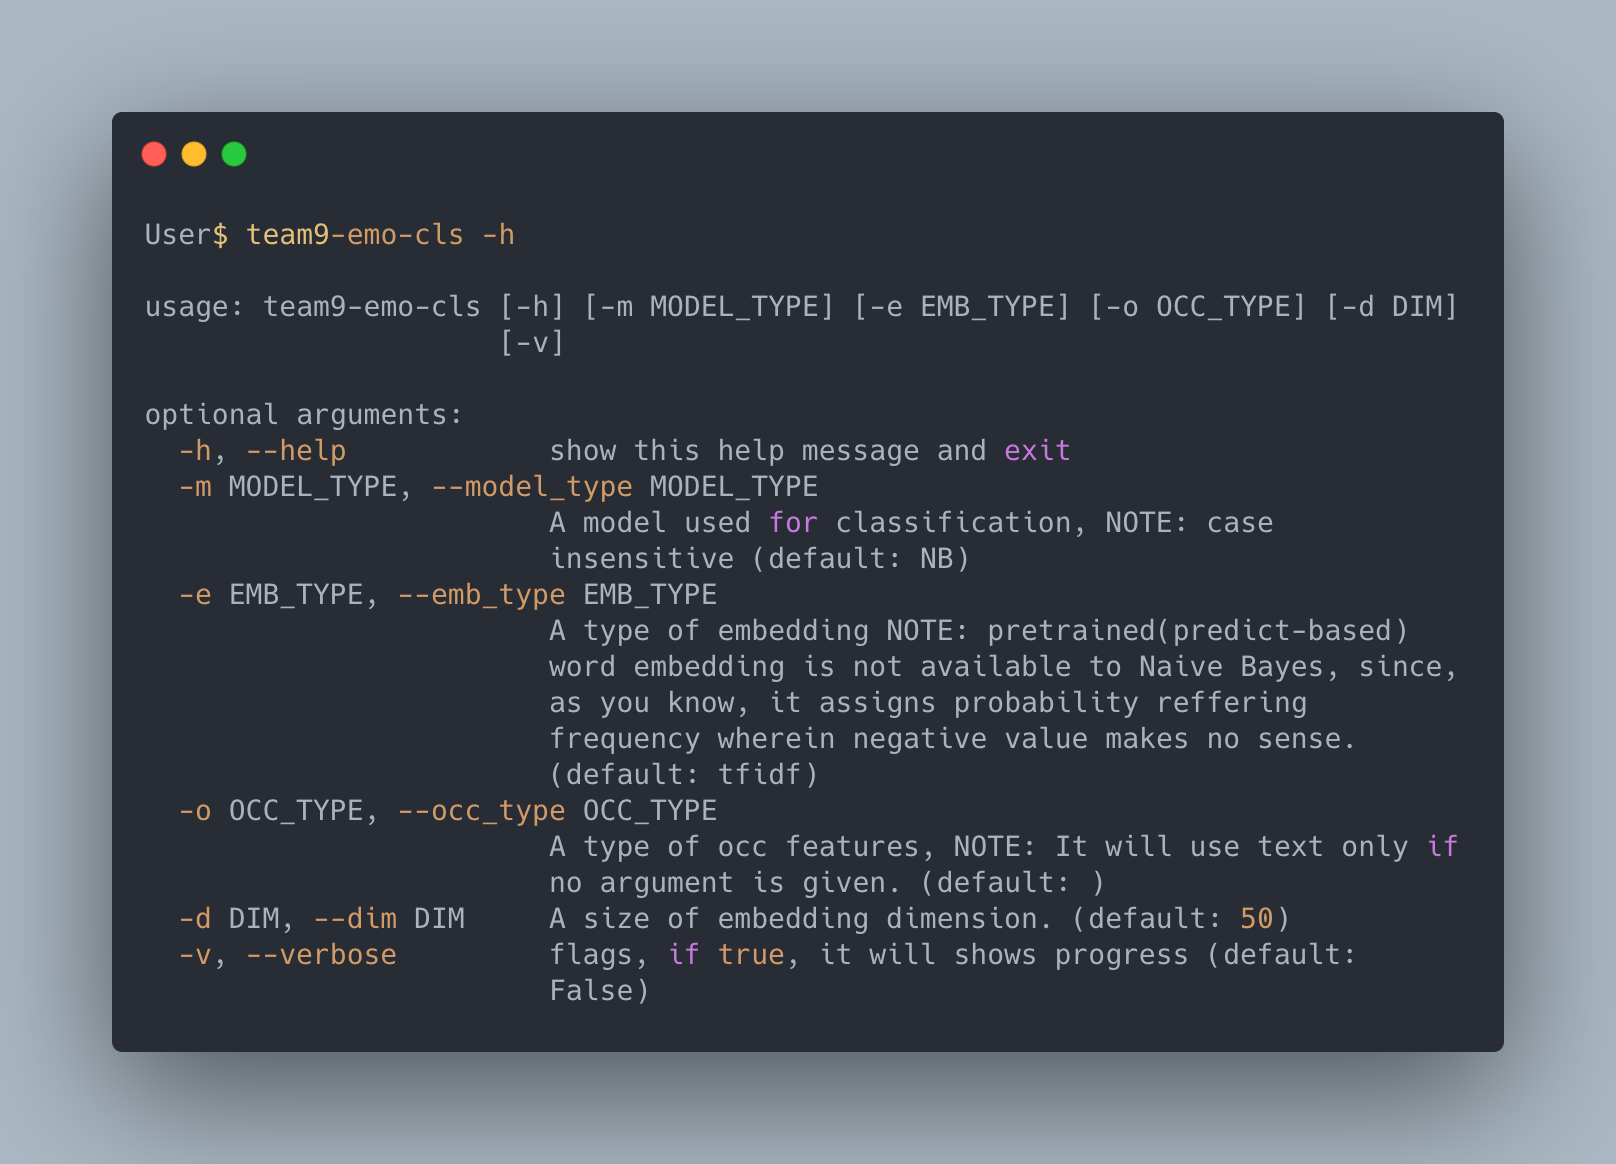 User$ team9-emo-cls -h
usage: team9-emo-cls [-h] [-m MODEL_TYPE] [-e EMB_TYPE] [-o OCC_TYPE] [-d DIM]
[-v]
optional arguments:
-h, --help show this help message and exit
-m MODEL_TYPE, --model_type MODEL_TYPE
A model used for classification, NOTE: case
insensitive (default: NB)
-e EMB_TYPE, --emb_type EMB_TYPE
A type of embedding NOTE: pretrained(predict-based)
word embedding is not available to Naive Bayes, since,
as you know, it assigns probability reffering
frequency wherein negative value makes no sense.
(default: tfidf)
-o OCC_TYPE, --occ_type OCC_TYPE
A type of occ features, NOTE: It will use text only if
no argument is given. (default: )
-d DIM, --dim DIM A size of embedding dimension. (default: 50)
-v, --verbose flags, if true, it will shows progress (default:
False)